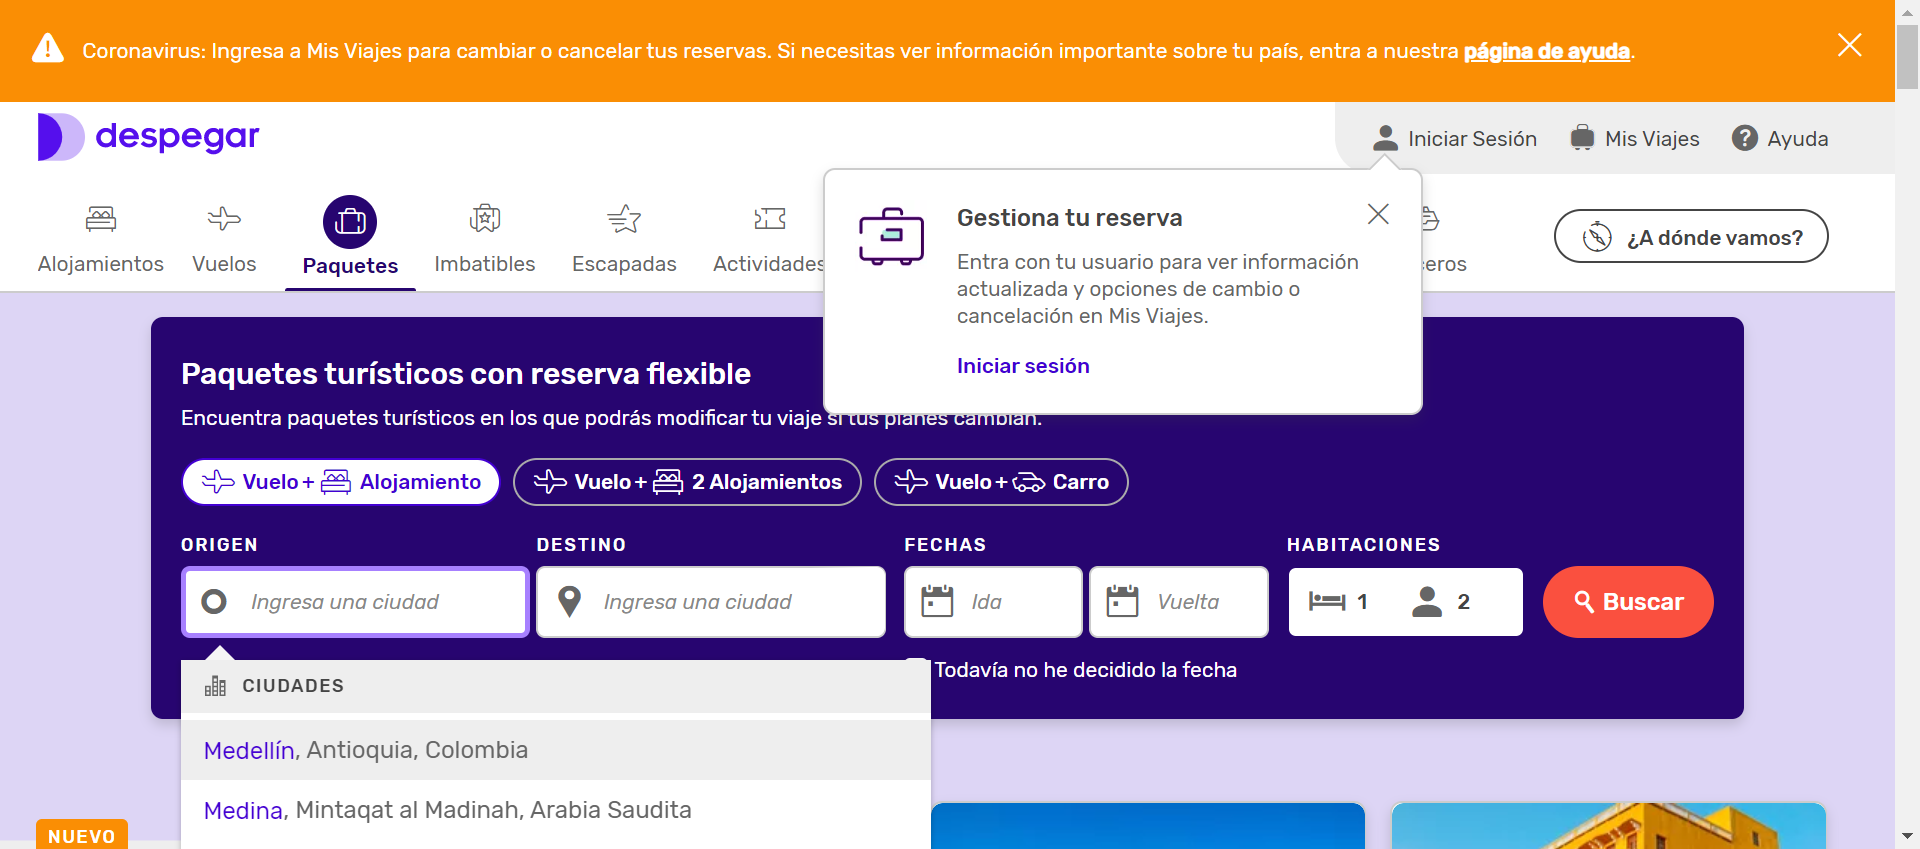 Coronavirus: Ingresa a Mis Viajes para cambiar o cancelar tus reservas. Si necesitas ver información importante sobre tu país, entra a nuestra página de ayuda.
despegar
Iniciar Sesión
Mis Viajes
Ayuda
Alojamientos
Vuelos
Paquetes
Imbatibles
Escapadas
Actividades
ceros
¿A dónde vamos?
Gestiona tu reserva
Entra con tu usuario para ver información
actualizada y opciones de cambio o
cancelación en Mis Viajes.
Iniciar sesión
Paquetes turísticos con reserva flexible
Encuentra paquetes turísticos en los que podrás modificar tu viaje si tus planes cambian.
Vuelo + Alojamiento
Vuelo + 2 Alojamientos
Vuelo + Carro
ORIGEN
DESTINO
FECHAS
HABITACIONES
Ingresa una ciudad
Ingresa una ciudad
Ida
Vuelta
1
2
Buscar
Todavía no he decidido la fecha
CIUDADES
Medellín, Antioquia, Colombia
Medina, Mintaqat al Madinah, Arabia Saudita
NUEVO